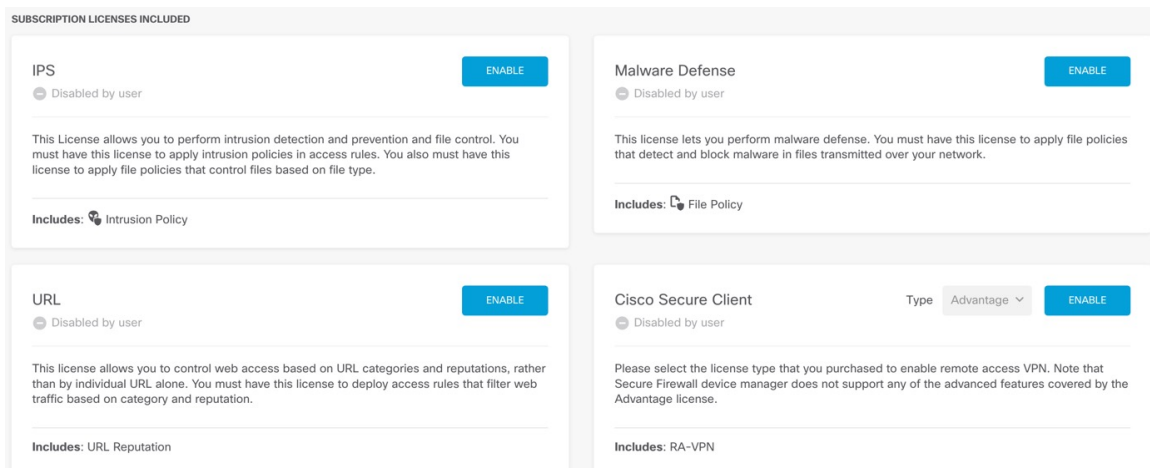 SUBSCRIPTION LICENSES INCLUDED
IPS
ENABLE
Disabled by user
This License allows you to perform intrusion detection and prevention and file control. You
must have this license to apply intrusion policies in access rules. You also must have this
license to apply file policies that control files based on file type.
Includes: Intrusion Policy
Malware Defense
ENABLE
Disabled by user
This license lets you perform malware defense. You must have this license to apply file policies
that detect and block malware in files transmitted over your network.
Includes: File Policy
URL
ENABLE
Disabled by user
This license allows you to control web access based on URL categories and reputations, rather
than by individual URL alone. You must have this license to deploy access rules that filter web
traffic based on category and reputation.
Includes: URL Reputation
Cisco Secure Client
Type Advantage
ENABLE
Disabled by user
Please select the license type that you purchased to enable remote access VPN. Note that
Secure Firewall device manager does not support any of the advanced features covered by the
Advantage license.
Includes: RA-VPN